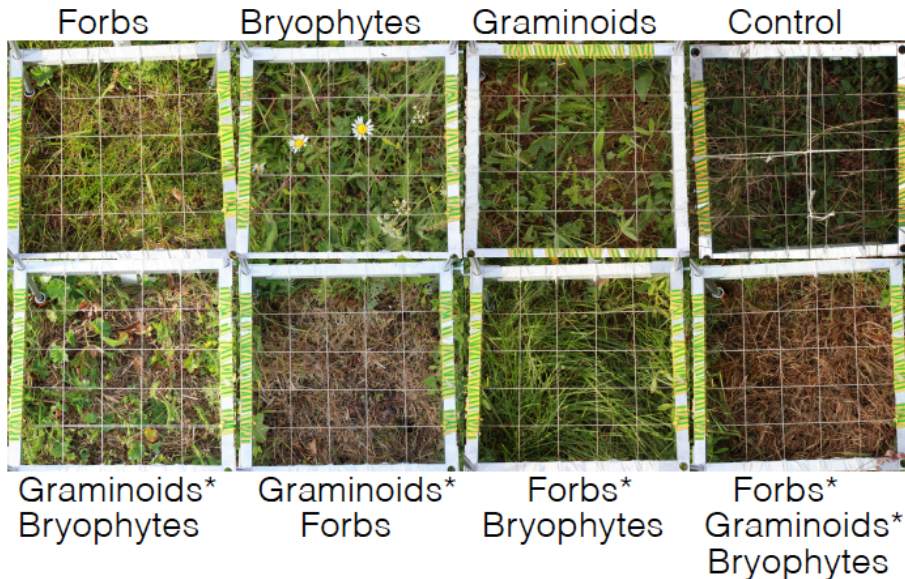 Forbs Bryophytes Graminoids Control
Graminoids* Graminoids* Forbs* Forbs*
Bryophytes Forbs Bryophytes Graminoids*
Bryophytes